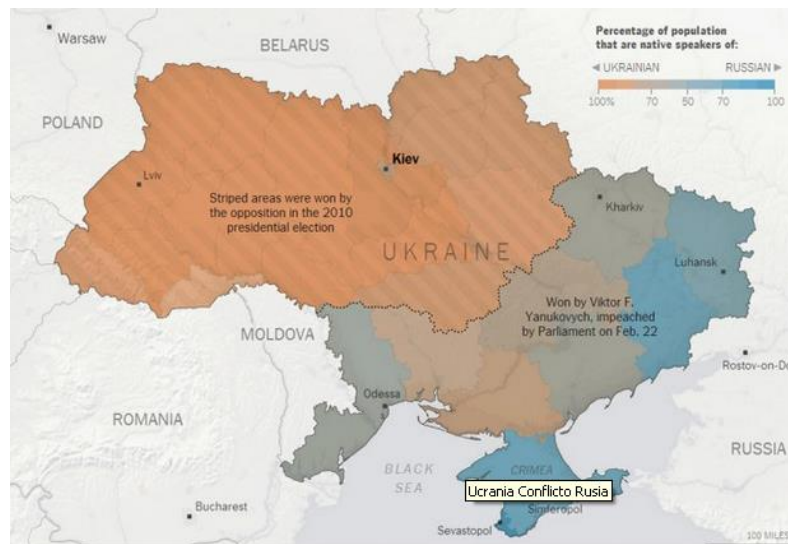 Warsaw
BELARUS
Percentage of population
that are native speakers of:
◀ UKRAINIAN RUSSIAN ▶
100% 70 50 70 100
POLAND
Kiev
Lviv
Striped areas were won by
the opposition in the 2010
presidential election
Kharkiv
UKRAINE
Luhansk
Won by Viktor F.
Yanukovych, impeached
by Parliament on Feb. 22
MOLDOVA
Rostov-on-Do
Odessa
ROMANIA
RUSSIA
BLACK
SEA
CRIMEA
Ucrania Conflicto Rusia
Simferopol
Bucharest
Sevastopol
100 MILES